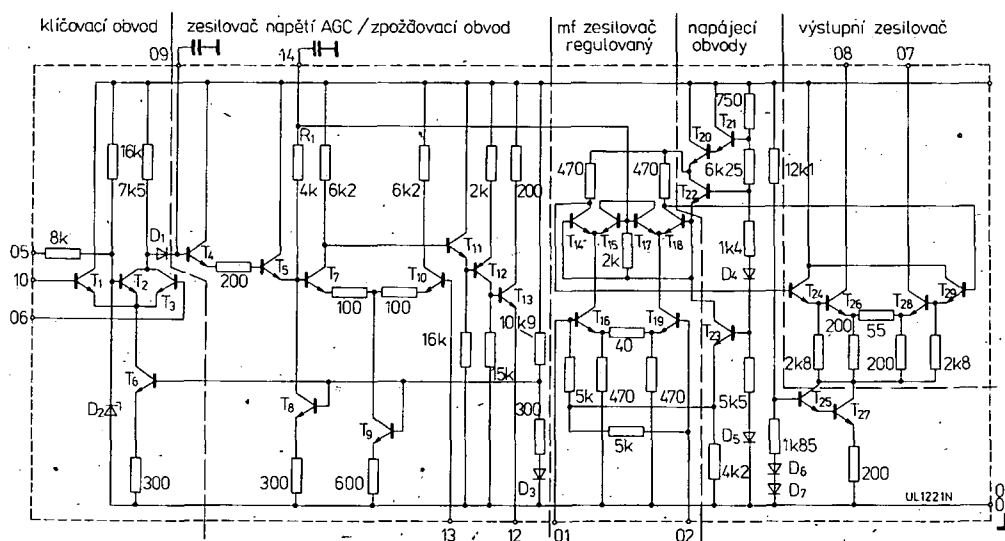 klíčovací obvod
zesilovač napětí AGC / zpožďovací obvod
mf zesilovač
regulovaný
napájecí
obvody
výstupní zesilovač
09
14
08
07
R1
T20
T21
750
16k
7k5
4k
6k2
6k2
2k
200
470
470
T22
6k25
12k1
05
8k
D1
T4
T5
T7
T10
T11
T12
T13
T14
T15
T17
T18
2k
1k4
D4
10
T1
T2
T3
200
100
100
T24
T26
T28
T29
06
16k
10k9
T16
T19
40
T23
200
55
T6
15k
2k8
200
2k8
D2
T8
T9
300
5k
470
470
5k5
T25
T27
5k
D5
1k85
300
300
600
D3
4k2
D6
D7
200
UL1221N
13
12
01
02